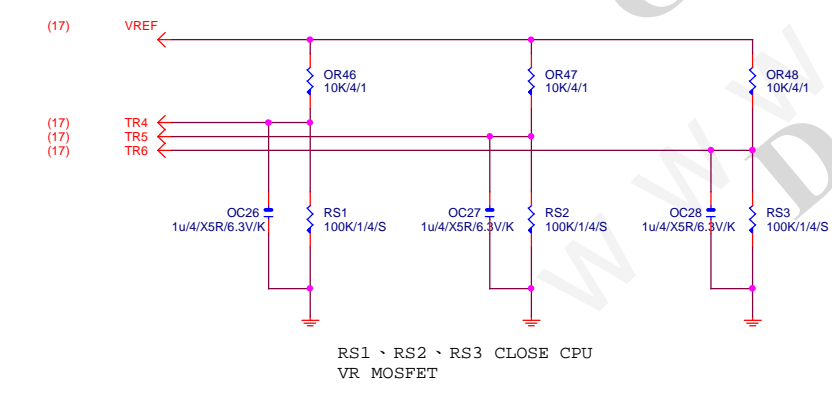 (17) VREF
OR46
10K/4/1
OR47
10K/4/1
OR48
10K/4/1
(17) TR4
(17) TR5
(17) TR6
OC26
1u/4/X5R/6.3V/K
RS1
100K/1/4/S
OC27
1u/4/X5R/6.3V/K
RS2
100K/1/4/S
OC28
1u/4/X5R/6.3V/K
RS3
100K/1/4/S
RS1、RS2、RS3 CLOSE CPU
VR MOSFET